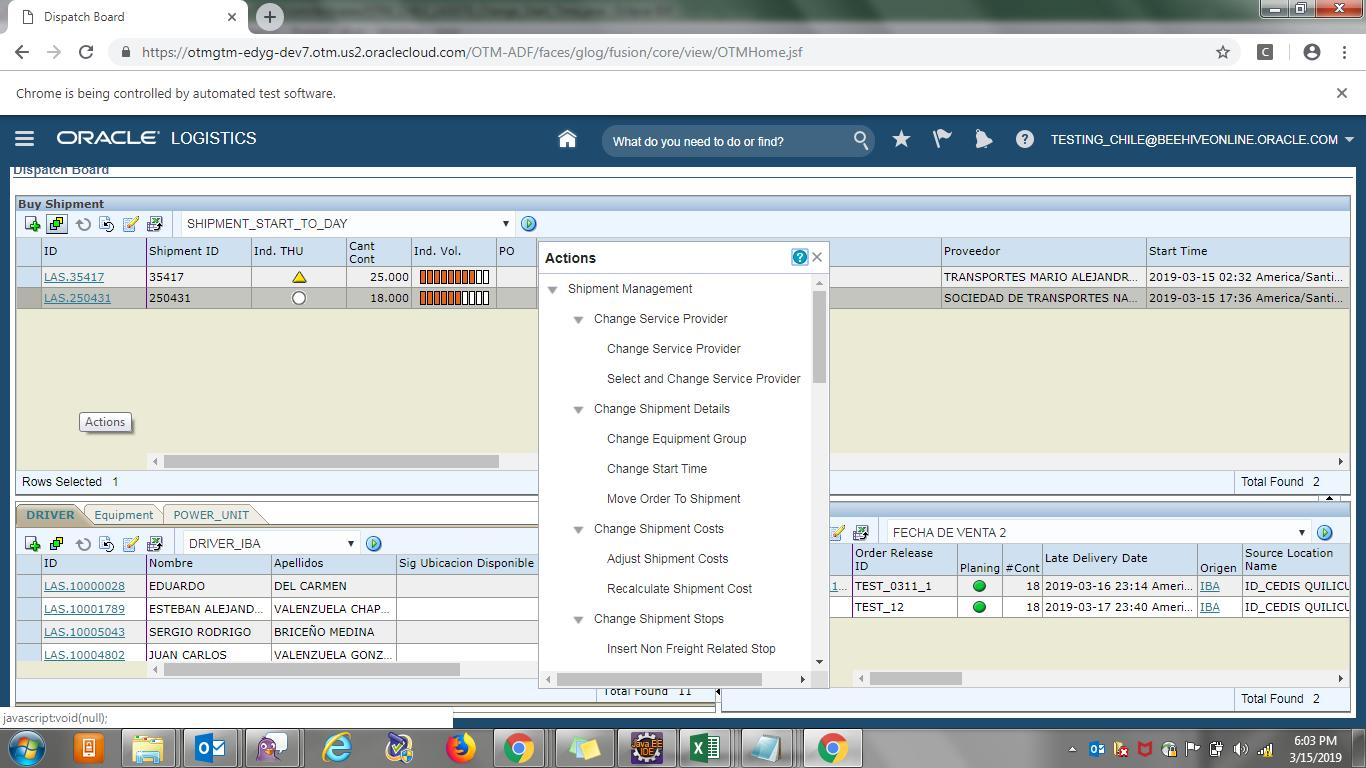 Dispatch Board
https://otmgtm-edyg-dev7.otm.us2.oraclecloud.com/OTM-ADF/faces/glog/fusion/core/view/OTMHome.jsf
Chrome is being controlled by automated test software.
ORACLE LOGISTICS
What do you need to do or find?
TESTING_CHILE@BEEHIVEONLINE.ORACLE.COM
Dispatch Board
Buy Shipment
SHIPMENT_START_TO_DAY
ID Shipment ID Ind. THU Cant Cont Ind. Vol. PO Proveedor Start Time
LAS.35417 35417 25.000 TRANSPORTES MARIO ALEJANDR... 2019-03-15 02:32 America/Santi...
LAS.250431 250431 18.000 SOCIEDAD DE TRANSPORTES NA... 2019-03-15 17:36 America/Santi...
Actions
Rows Selected 1
Total Found 2
Actions
Shipment Management
Change Service Provider
Change Service Provider
Select and Change Service Provider
Change Shipment Details
Change Equipment Group
Change Start Time
Move Order To Shipment
Change Shipment Costs
Adjust Shipment Costs
Recalculate Shipment Cost
Change Shipment Stops
Insert Non Freight Related Stop
DRIVER Equipment POWER_UNIT
DRIVER_IBA
ID Nombre Apellidos Sig Ubicacion Disponible
LAS.10000028 EDUARDO DEL CARMEN
LAS.10001789 ESTEBAN ALEJAND... VALENZUELA CHAP...
LAS.10005043 SERGIO RODRIGO BRICEÑO MEDINA
LAS.10004802 JUAN CARLOS VALENZUELA GONZ...
Total Found 11
FECHA DE VENTA 2
Order Release ID Planing #Cont Late Delivery Date Origen Source Location Name
1... TEST_0311_1 18 2019-03-16 23:14 Ameri... IBA ID_CEDIS QUILICU
TEST_12 18 2019-03-17 23:40 Ameri... IBA ID_CEDIS QUILICU
Total Found 2
javascript:void(null);
Java EE
IDE
6:03 PM
3/15/2019